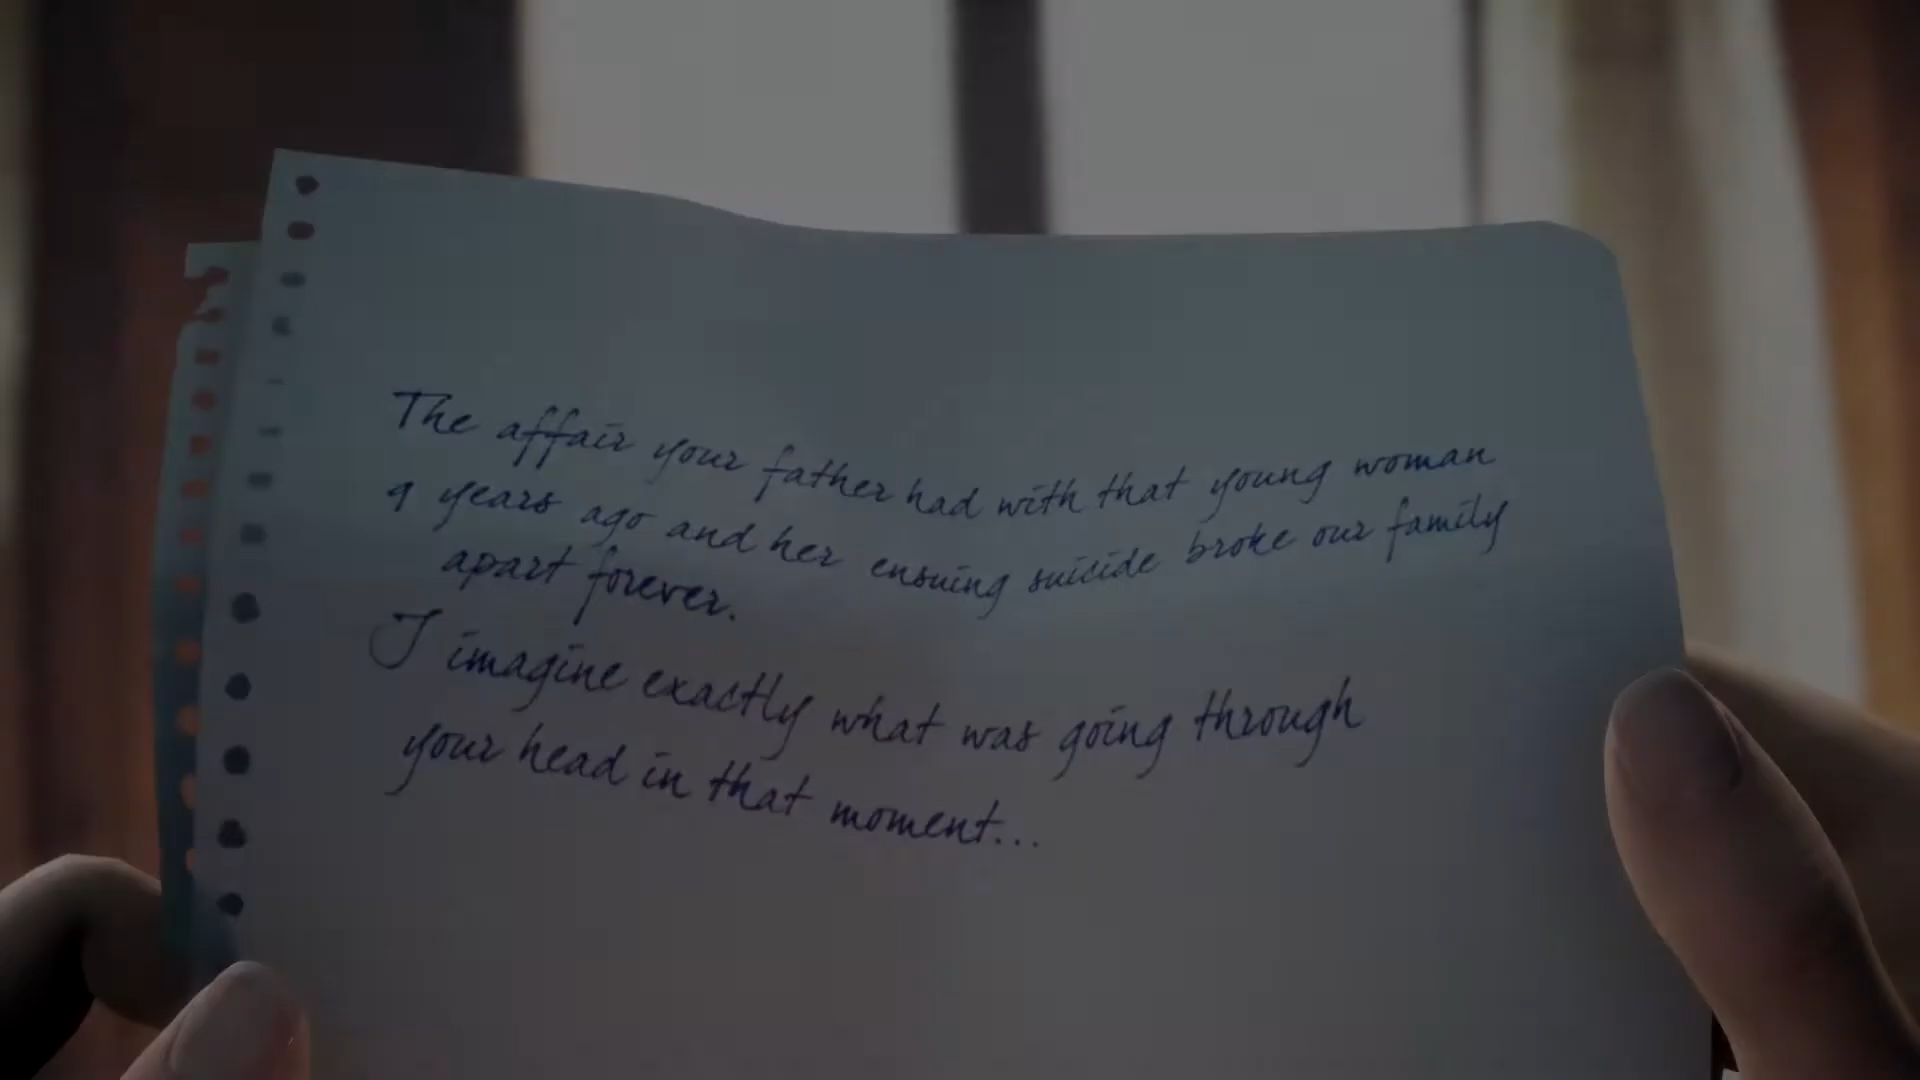 The affair your father had with that young woman
9 years ago and her ensuing suicide broke our family
apart forever.
I imagine exactly what was going through
your head in that moment...